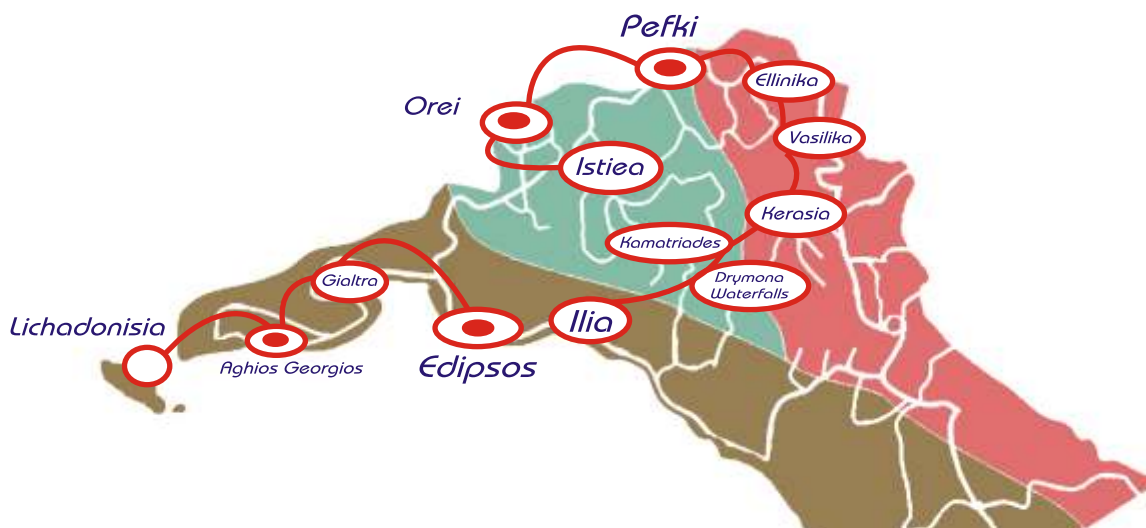 Pefki
Ellinika
Orei
Vasilika
Istiea
Kerasia
Kamatriades
Gialtra
Drymona
Waterfalls
Lichadonisia
Ilia
Aghios Georgios
Edipsos